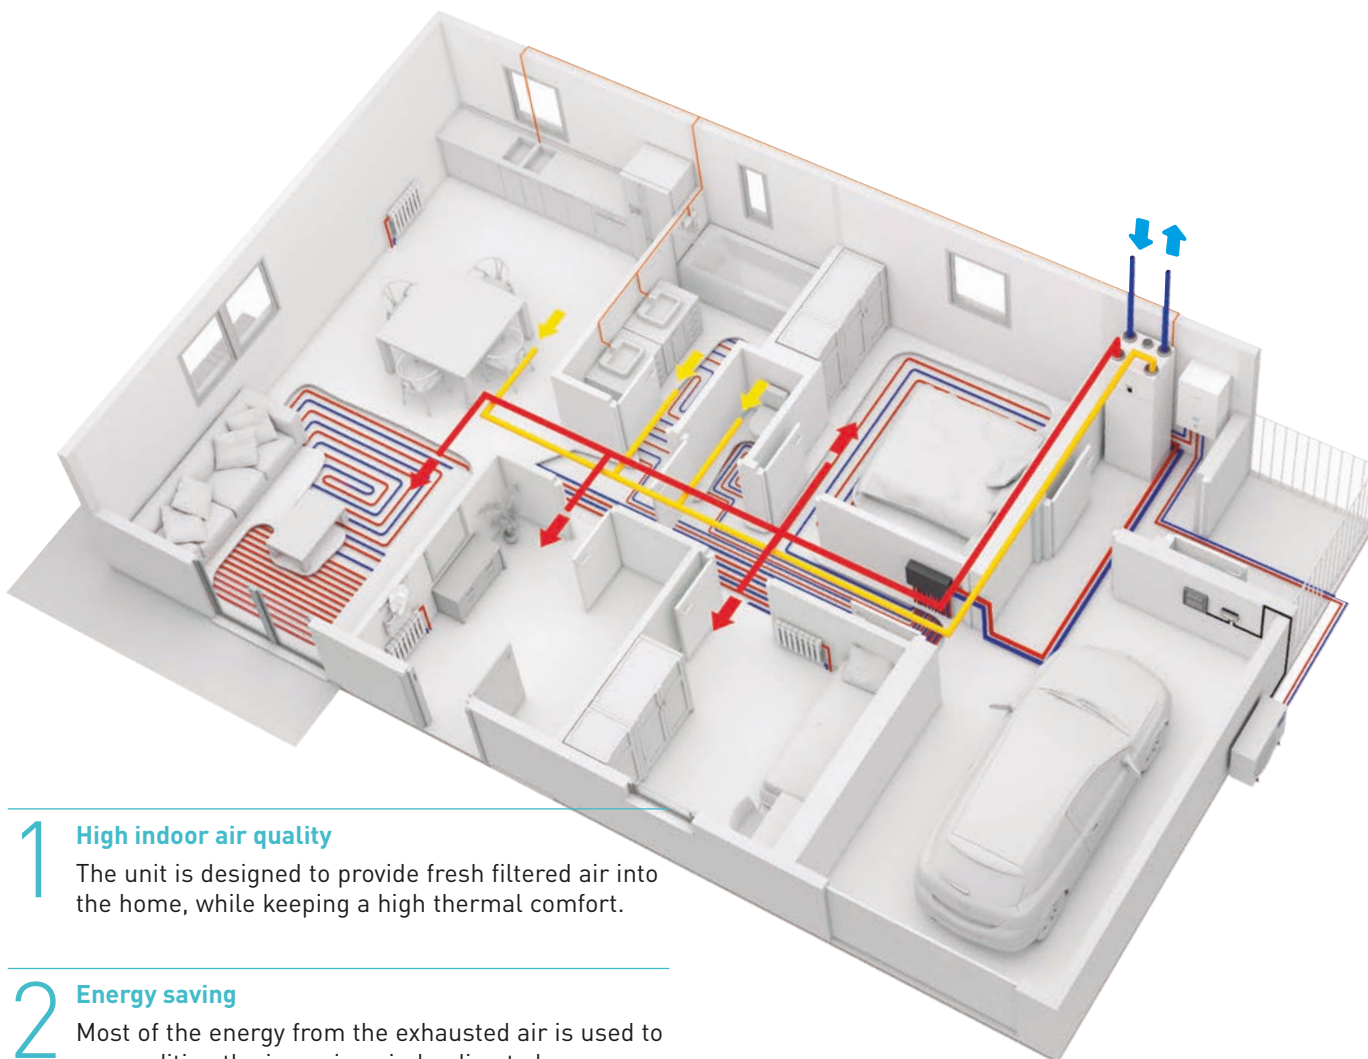 1
High indoor air quality
The unit is designed to provide fresh filtered air into
the home, while keeping a high thermal comfort.
2
Energy saving
Most of the energy from the exhausted air is used to